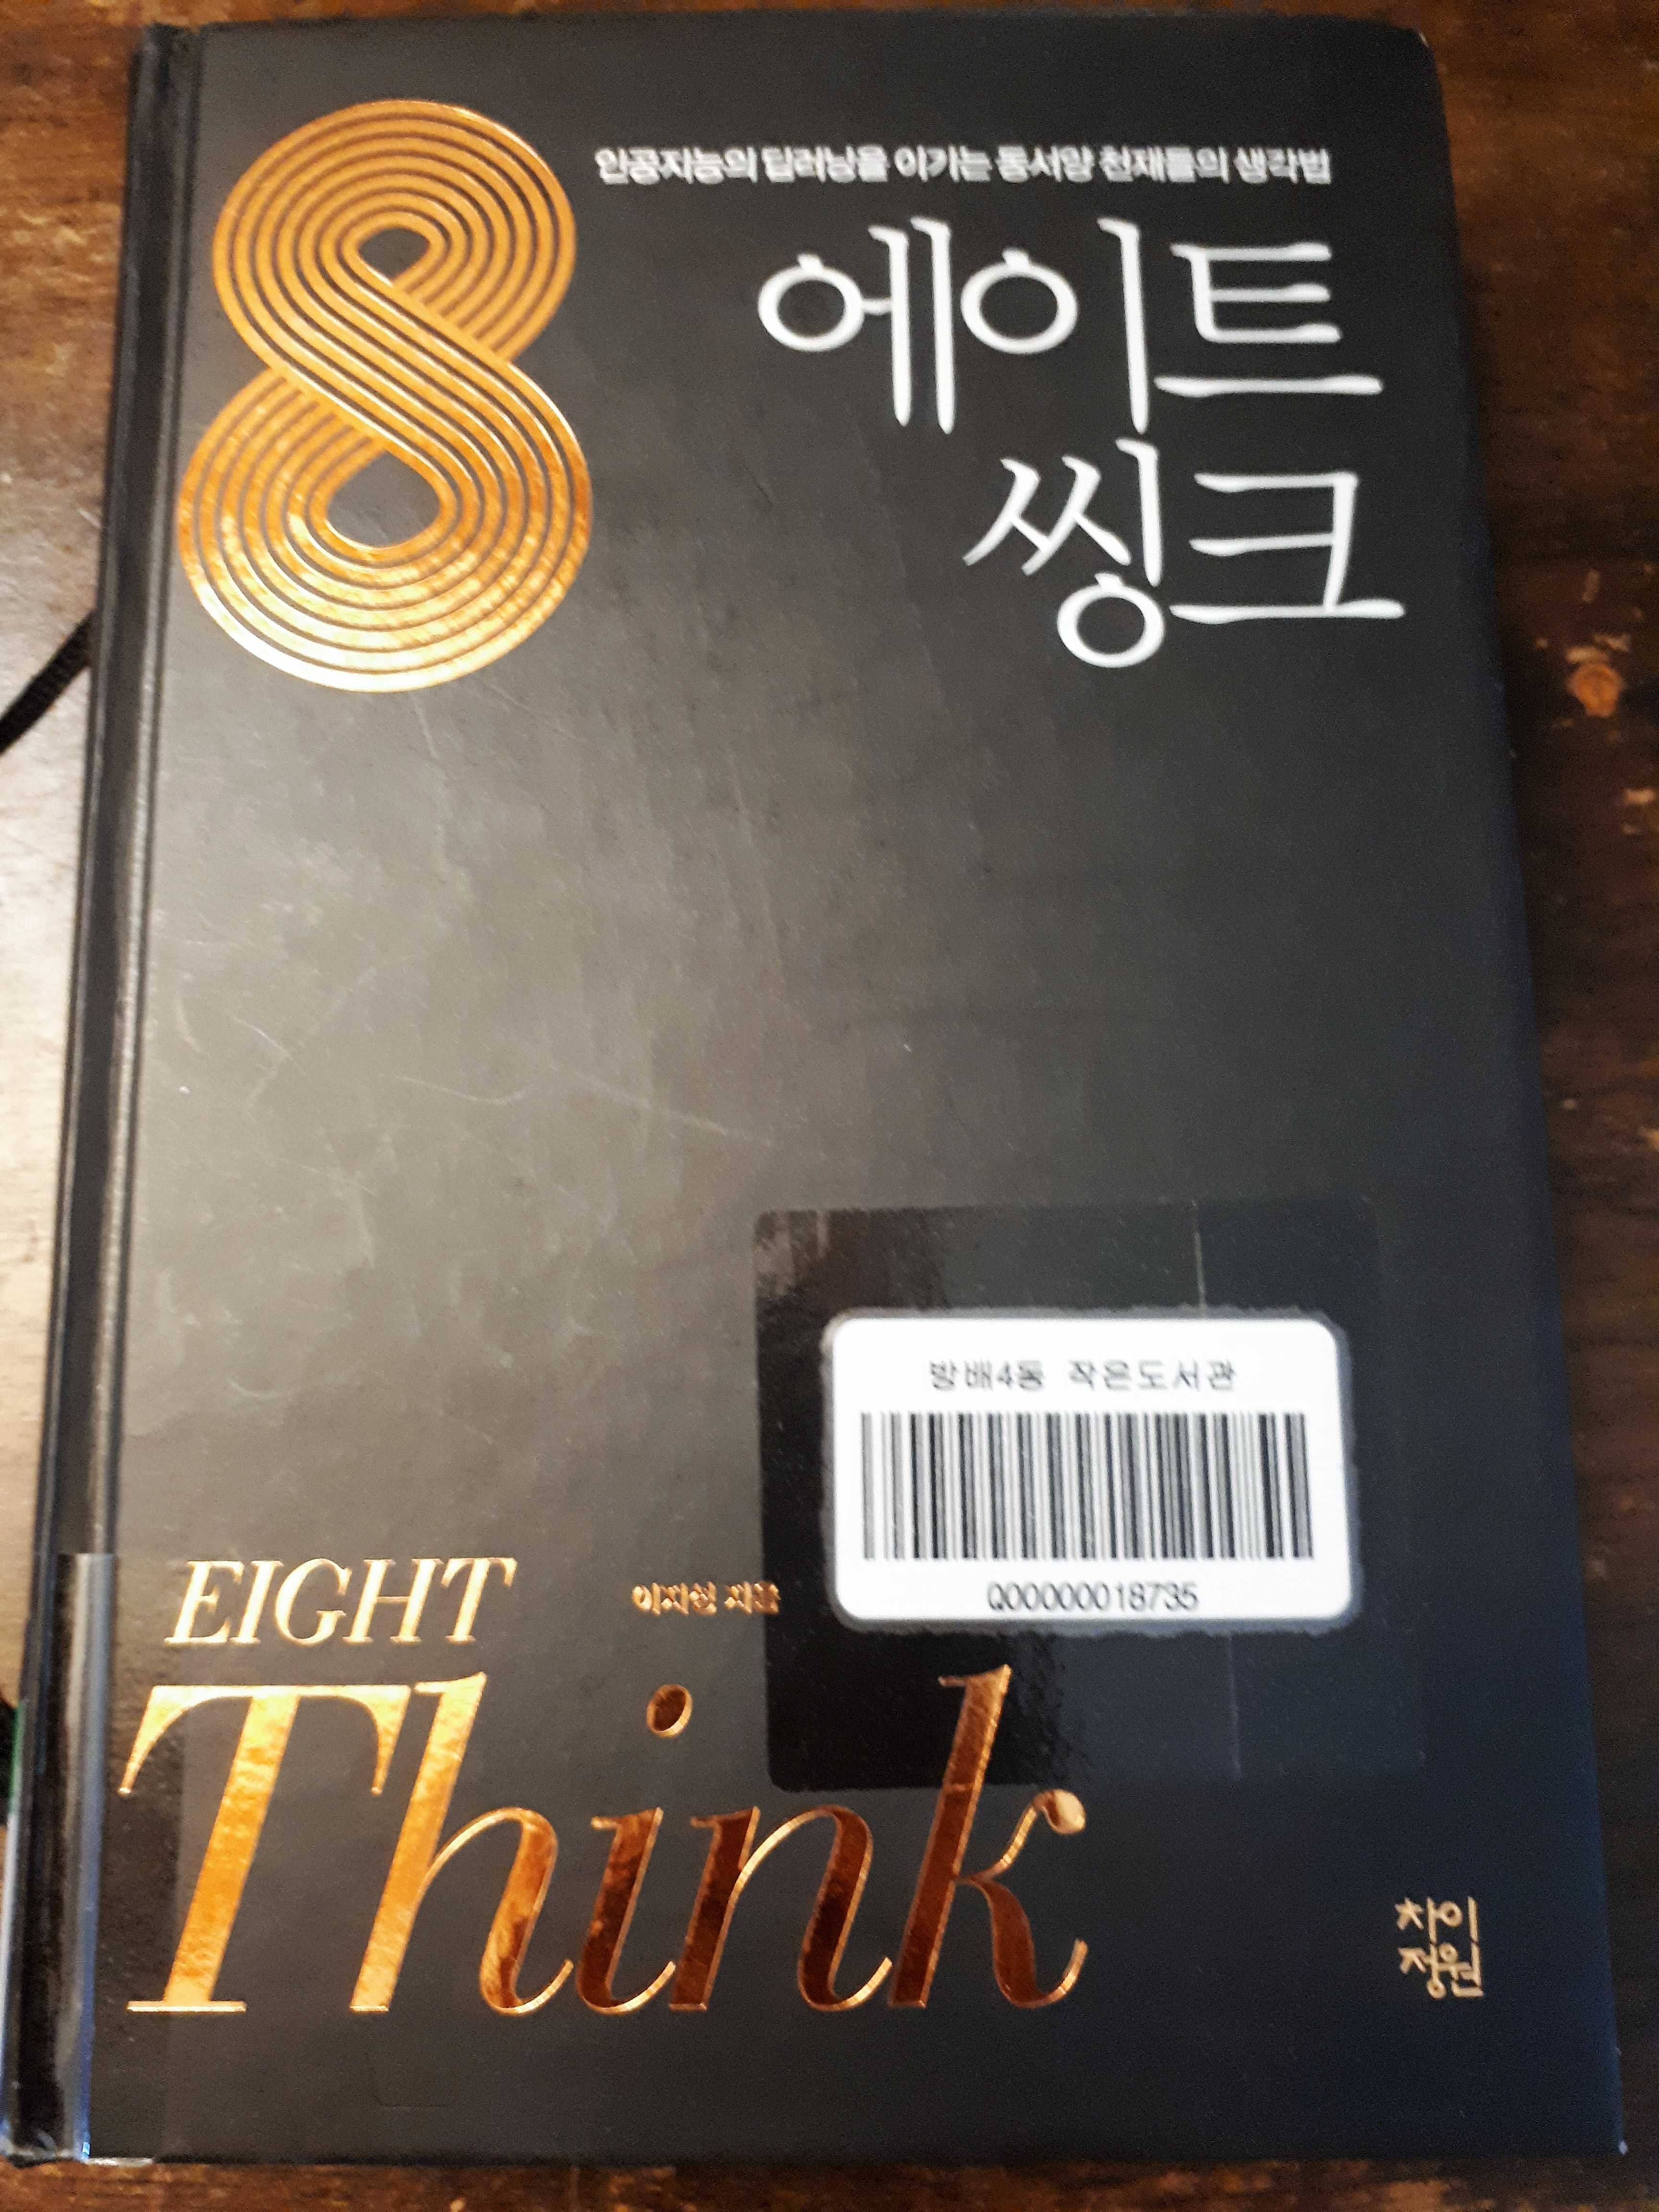 8
인공지능의 딥러닝을 이기는 동서양 천재들의 생각법
에이트
씽크
방배4동 작은도서관
Q000000018735
EIGHT
이지성 지음
Think
차이
정원